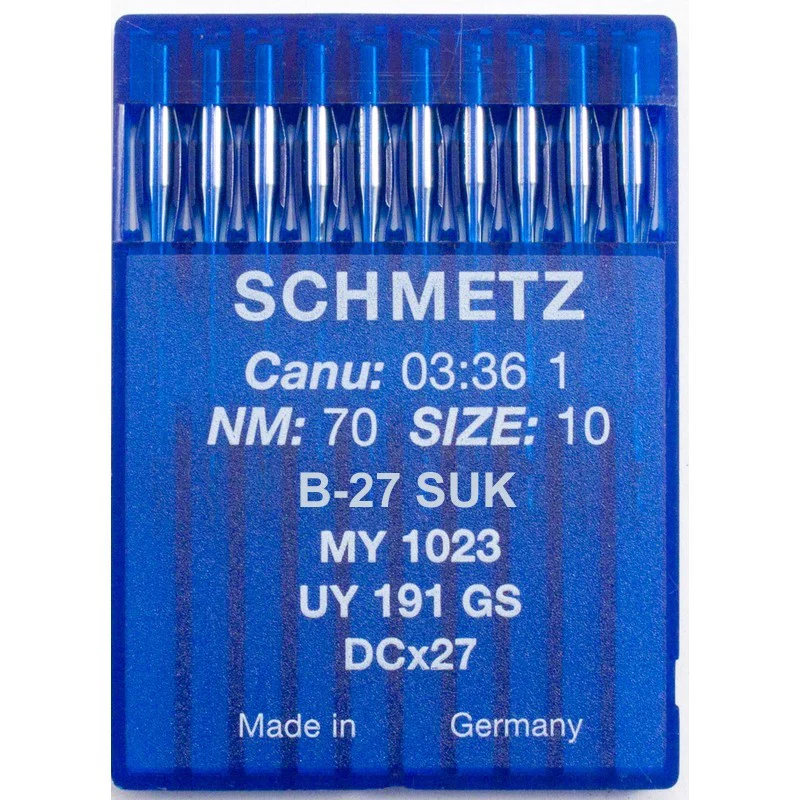 SCHMETZ
Canu: 03:36 1
NM: 70 SIZE: 10
B-27 SUK
MY 1023
UY 191 GS
DCx27
Made in Germany